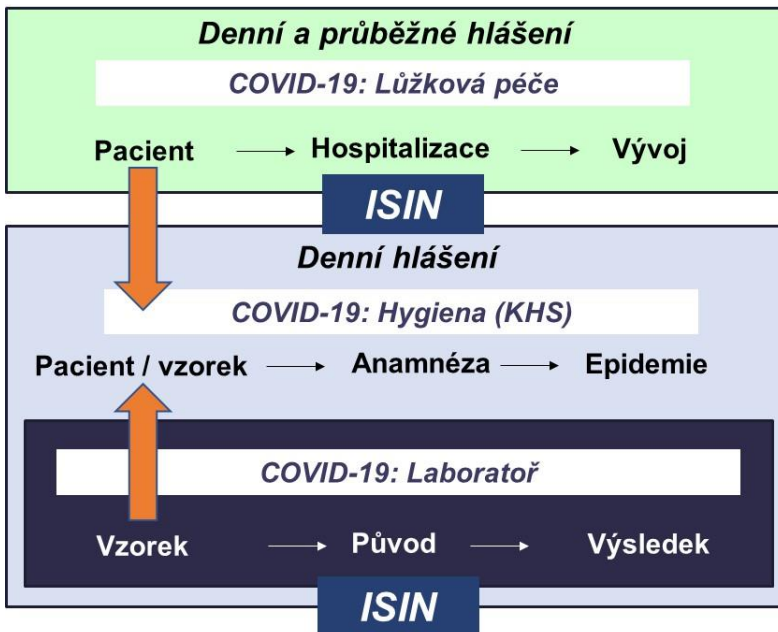 Denní a průběžné hlášení
COVID-19: Lůžková péče
Pacient Hospitalizace Vývoj
ISIN
Denní hlášení
COVID-19: Hygiena (KHS)
Pacient / vzorek Anamnéza Epidemie
COVID-19: Laboratoř
Vzorek Původ Výsledek
ISIN